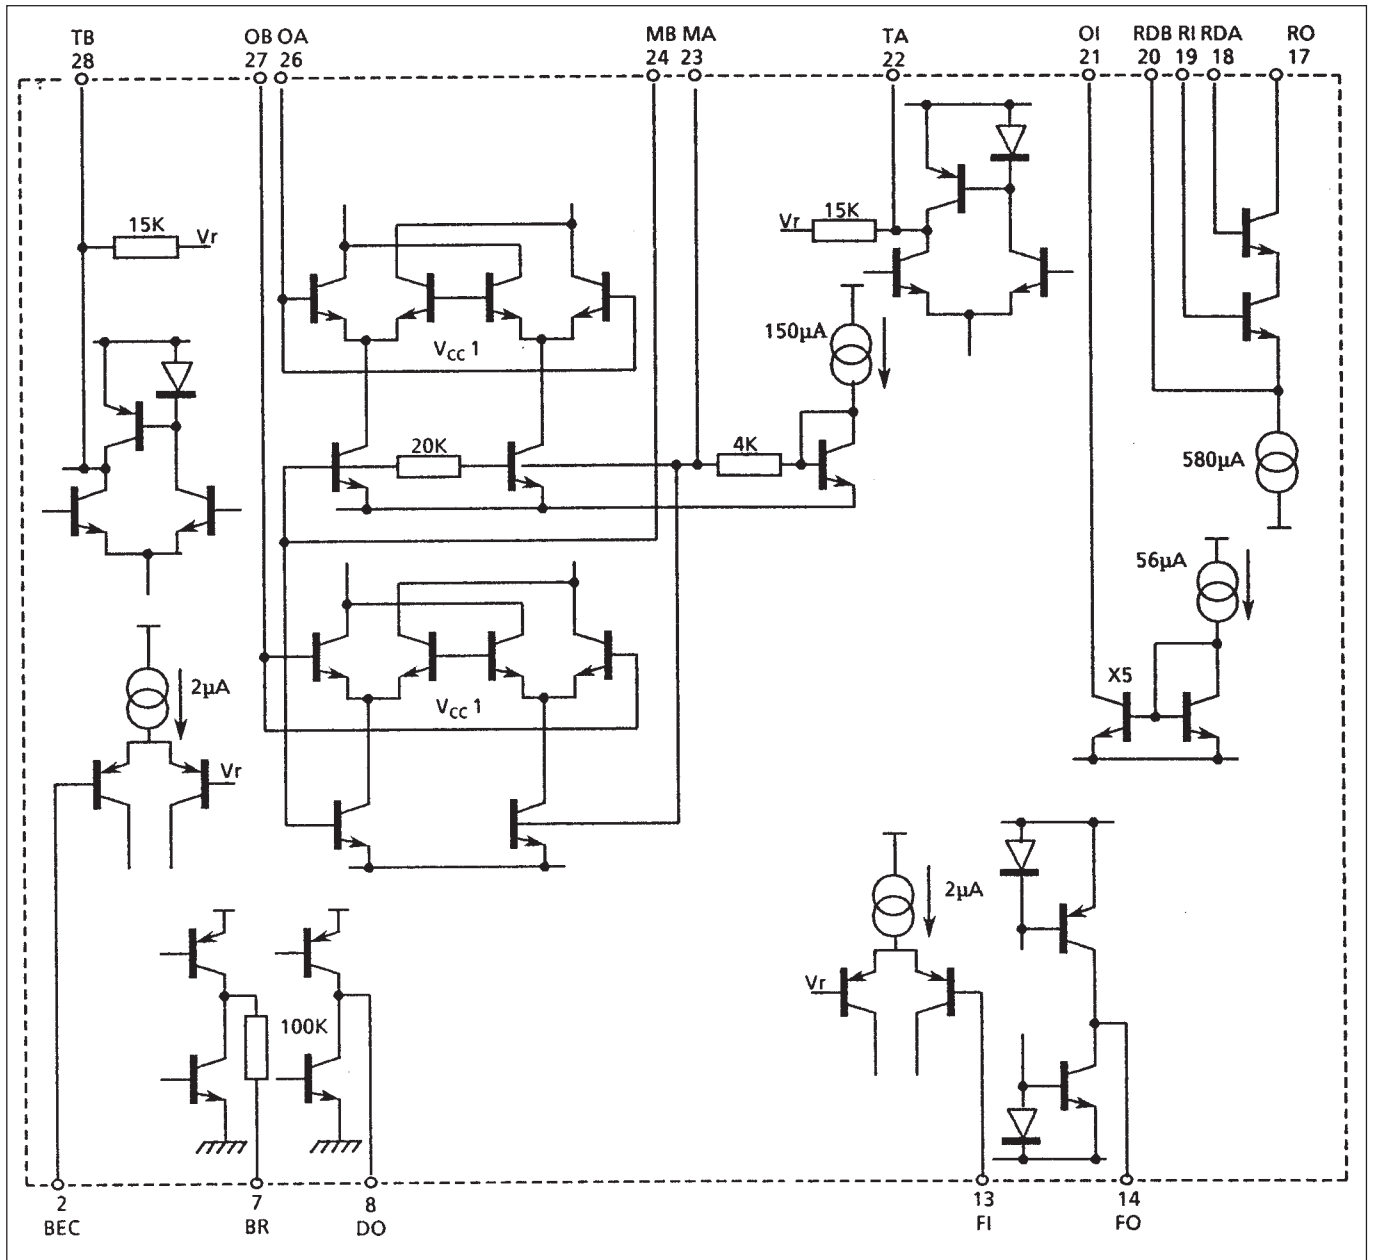 TB OB OA MB MA TA OI RDB RI RDA RO
28 27 26 24 23 22 21 20 19 18 17
15K Vr
Vr 15K
V_CC 1
150µA
20K
4K
580µA
56µA
X5
2µA
V_CC 1
Vr
2µA
Vr
100K
2 7 8 13 14
BEC BR DO FI FO